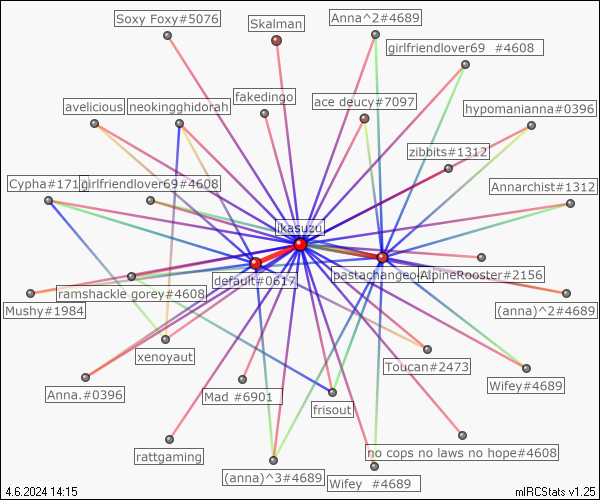 Soxy Foxy#5076
Skalman
Anna^2#4689
girlfriendlover69 #4608
avelicious
neokingghidorah
fakedingo
ace deucy#7097
hypomanianna#0396
zibbits#1312
Cypha#171
girlfriendlover69#4608
Annarchist#1312
ikasuzu
default#0617
pastachangeo
AlpineRooster#2156
Mushy#1984
ramshackle gorey#4608
(anna)^2#4689
xenoyaut
Toucan#2473
Wifey#4689
Anna.#0396
Mad #6901
frisout
rattgaming
(anna)^3#4689
Wifey #4689
no cops no laws no hope#4608
4.6.2024 14:15
mIRCStats v1.25